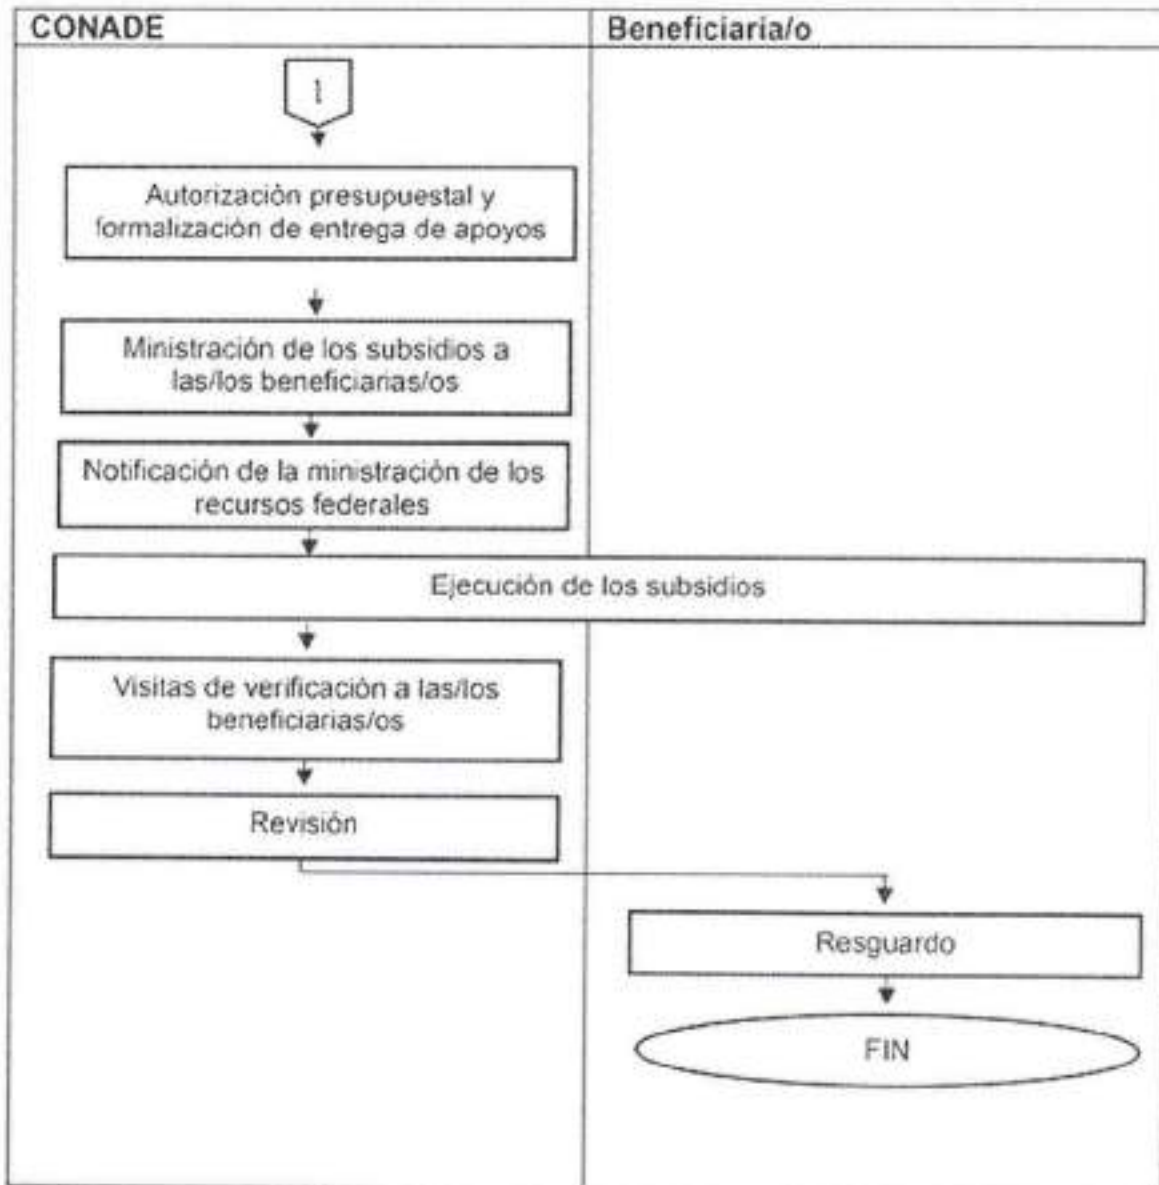 CONADE
Beneficiaria/o
1
Autorización presupuestal y
formalización de entrega de apoyos
Ministración de los subsidios a
las/los beneficiarias/os
Notificación de la ministración de los
recursos federales
Ejecución de los subsidios
Visitas de verificación a las/los
beneficiarias/os
Revisión
Resguardo
FIN